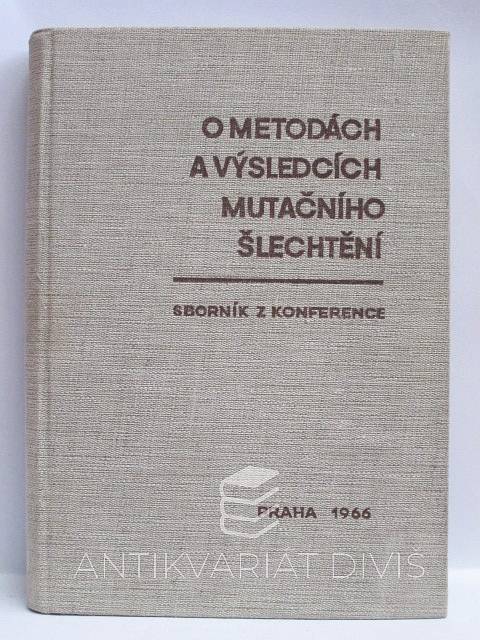 O METODÁCH
A VÝSLEDCÍCH
MUTAČNÍHO
ŠLECHTĚNÍ
SBORNÍK Z KONFERENCE
PRAHA 1966
ANTIKVARIÁT DIVIŠ